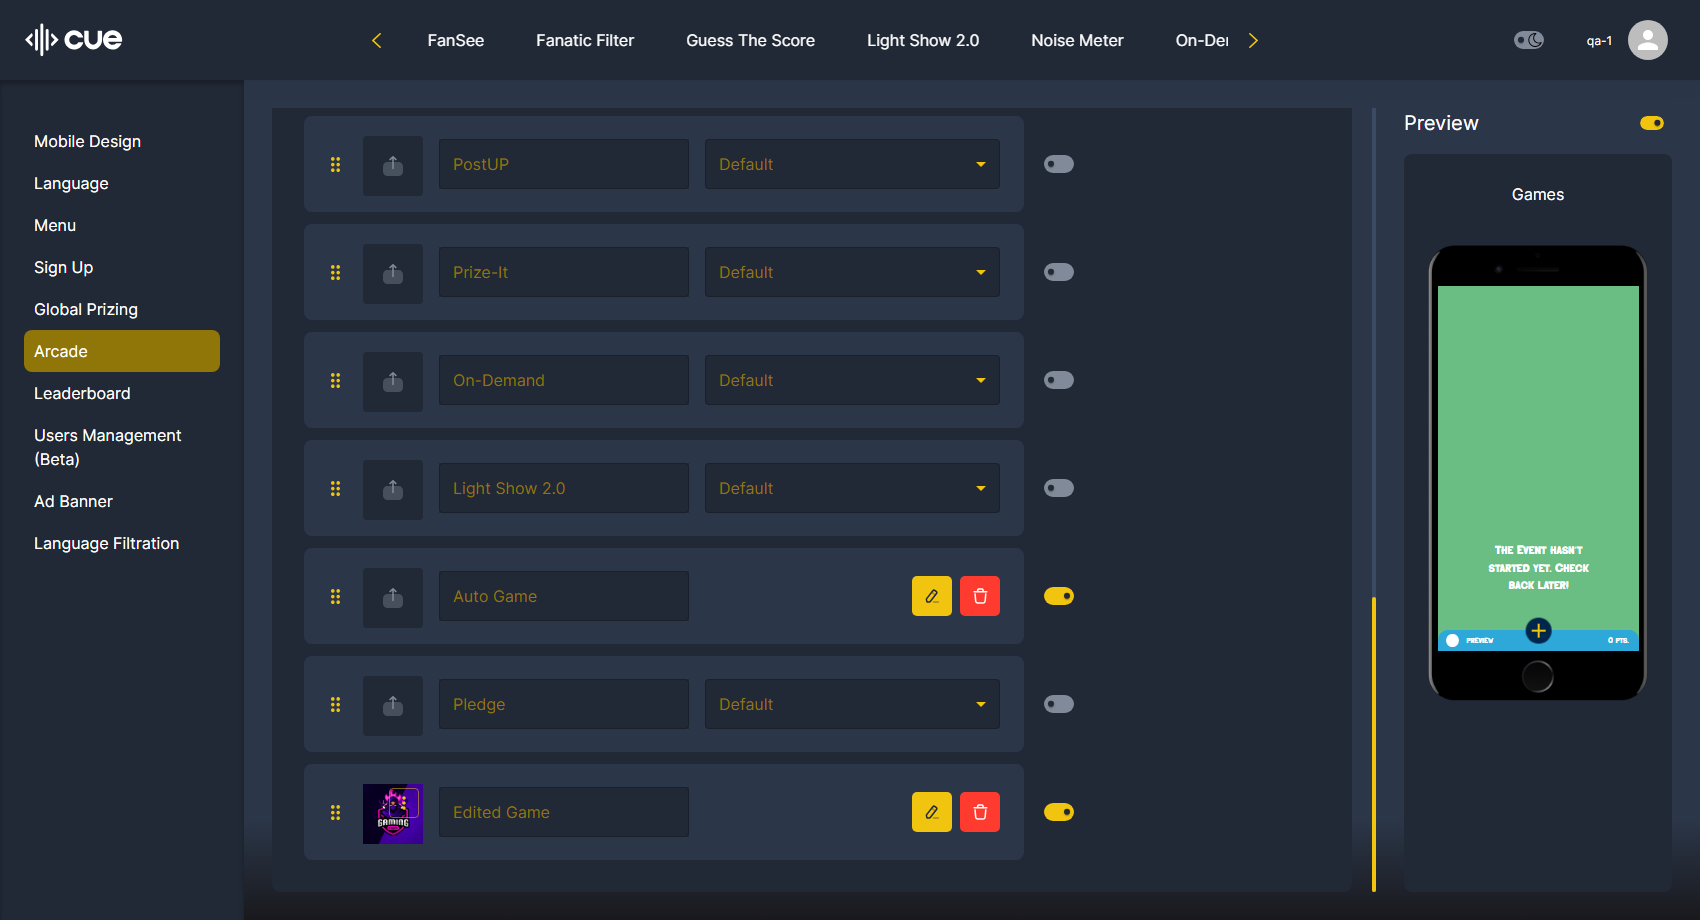 cue
FanSee
Fanatic Filter
Guess The Score
Light Show 2.0
Noise Meter
On-Der
qa-1
Mobile Design
Language
Menu
Sign Up
Global Prizing
Arcade
Leaderboard
Users Management
(Beta)
Ad Banner
Language Filtration
PostUP
Default
Prize-It
Default
On-Demand
Default
Light Show 2.0
Default
Auto Game
Pledge
Default
GAMING
Edited Game
Preview
Games
The Event hasn't
started yet. Check
back later!
PREVIEW
0 PTS.